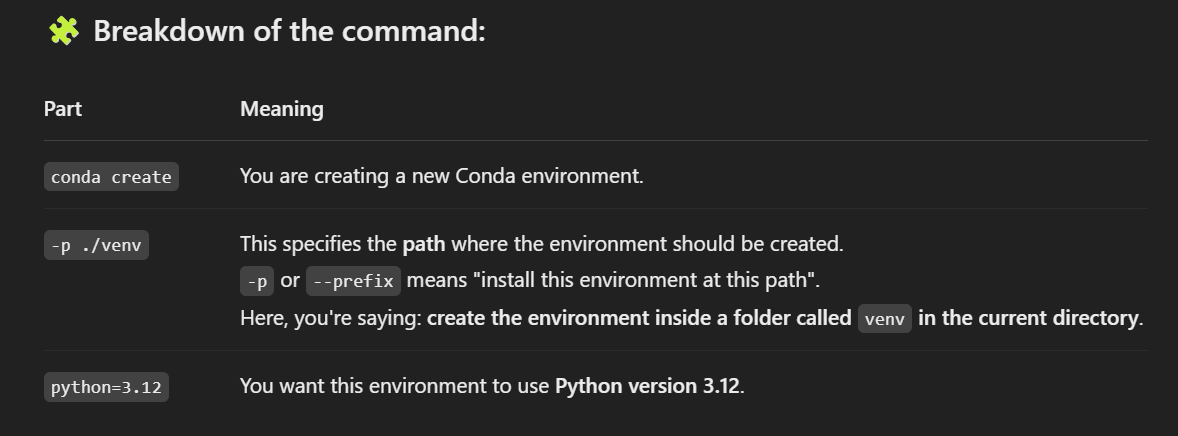 🧩 Breakdown of the command:
Part Meaning
conda create You are creating a new Conda environment.
-p ./venv This specifies the path where the environment should be created.
-p or --prefix means "install this environment at this path".
Here, you're saying: create the environment inside a folder called venv in the current directory.
python=3.12 You want this environment to use Python version 3.12.